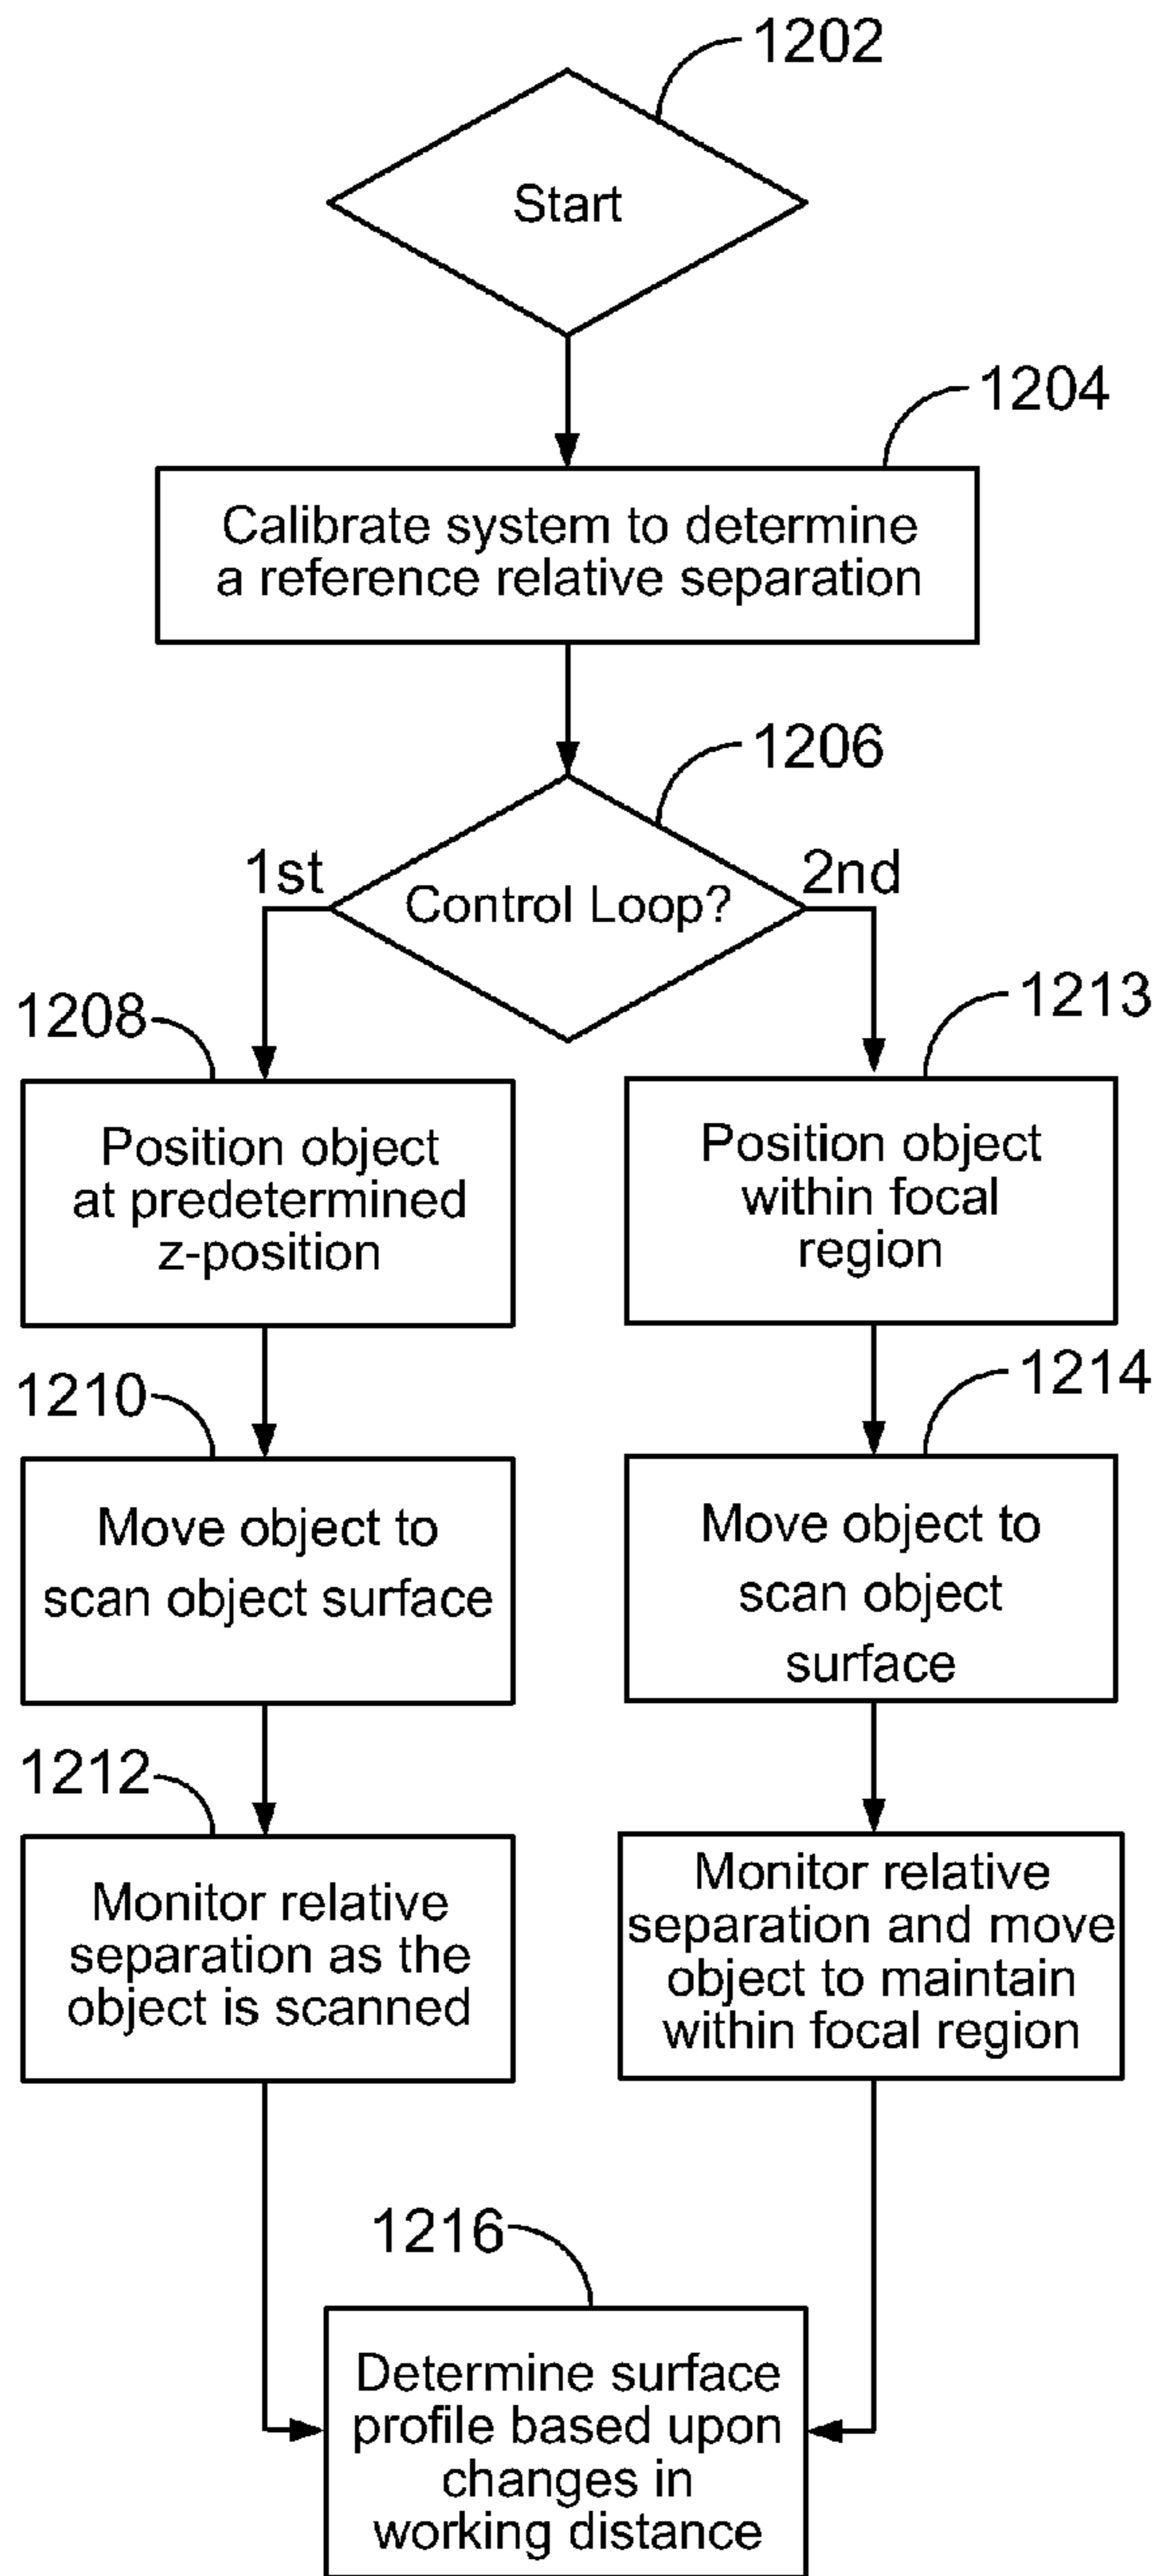 1202
Start
1204
Calibrate system to determine
a reference relative separation
1206
1st
2nd
Control Loop?
1208
Position object
at predetermined
z-position
1213
Position object
within focal
region
1210
Move object to
scan object surface
1214
Move object to
scan object
surface
1212
Monitor relative
separation as the
object is scanned
Monitor relative
separation and move
object to maintain
within focal region
1216
Determine surface
profile based upon
changes in
working distance